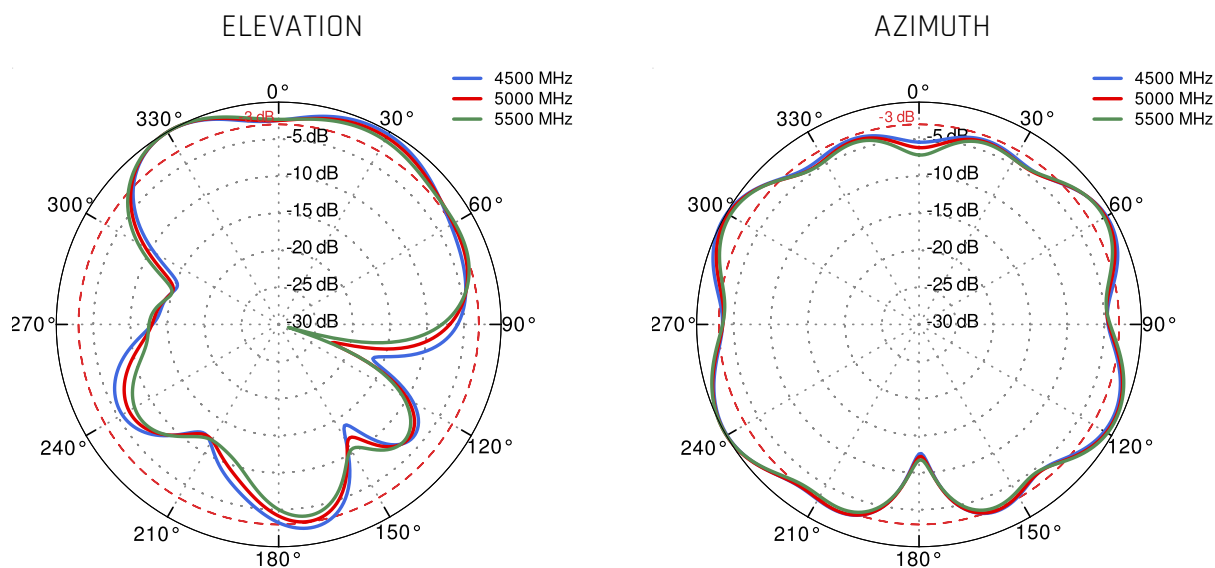 ELEVATION
4500 MHz
5000 MHz
5500 MHz
0°
330°
30°
-3 dB
-5 dB
-10 dB
300°
60°
-15 dB
-20 dB
-25 dB
270°
-30 dB
90°
240°
120°
210°
150°
180°
AZIMUTH
4500 MHz
5000 MHz
5500 MHz
0°
330°
30°
-3 dB
-5 dB
-10 dB
300°
60°
-15 dB
-20 dB
-25 dB
270°
-30 dB
90°
240°
120°
210°
150°
180°